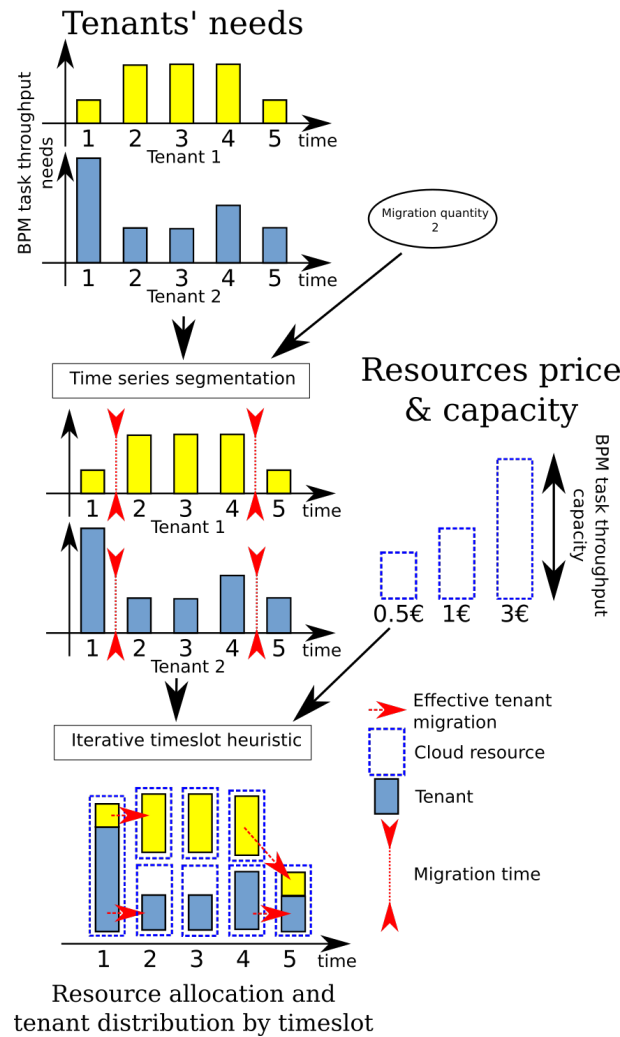 Tenants' needs
BPM task throughput
needs
1 2 3 4 5 time
Tenant 1
1 2 3 4 5 time
Tenant 2
Migration quantity
2
Time series segmentation
Resources price
& capacity
1 2 3 4 5 time
Tenant 1
1 2 3 4 5 time
Tenant 2
BPM task throughput
capacity
0.5€ 1€ 3€
Iterative timeslot heuristic
Effective tenant
migration
Cloud resource
Tenant
Migration time
1 2 3 4 5 time
Resource allocation and
tenant distribution by timeslot